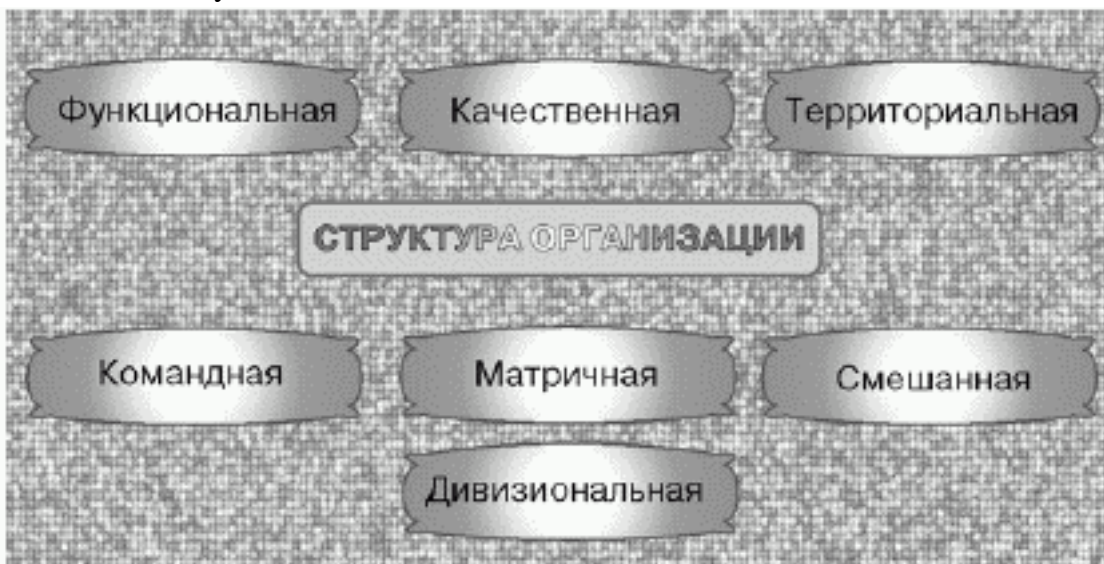 Функциональная
Качественная
Территориальная
СТРУКТУРА ОРГАНИЗАЦИИ
Командная
Матричная
Смешанная
Дивизиональная